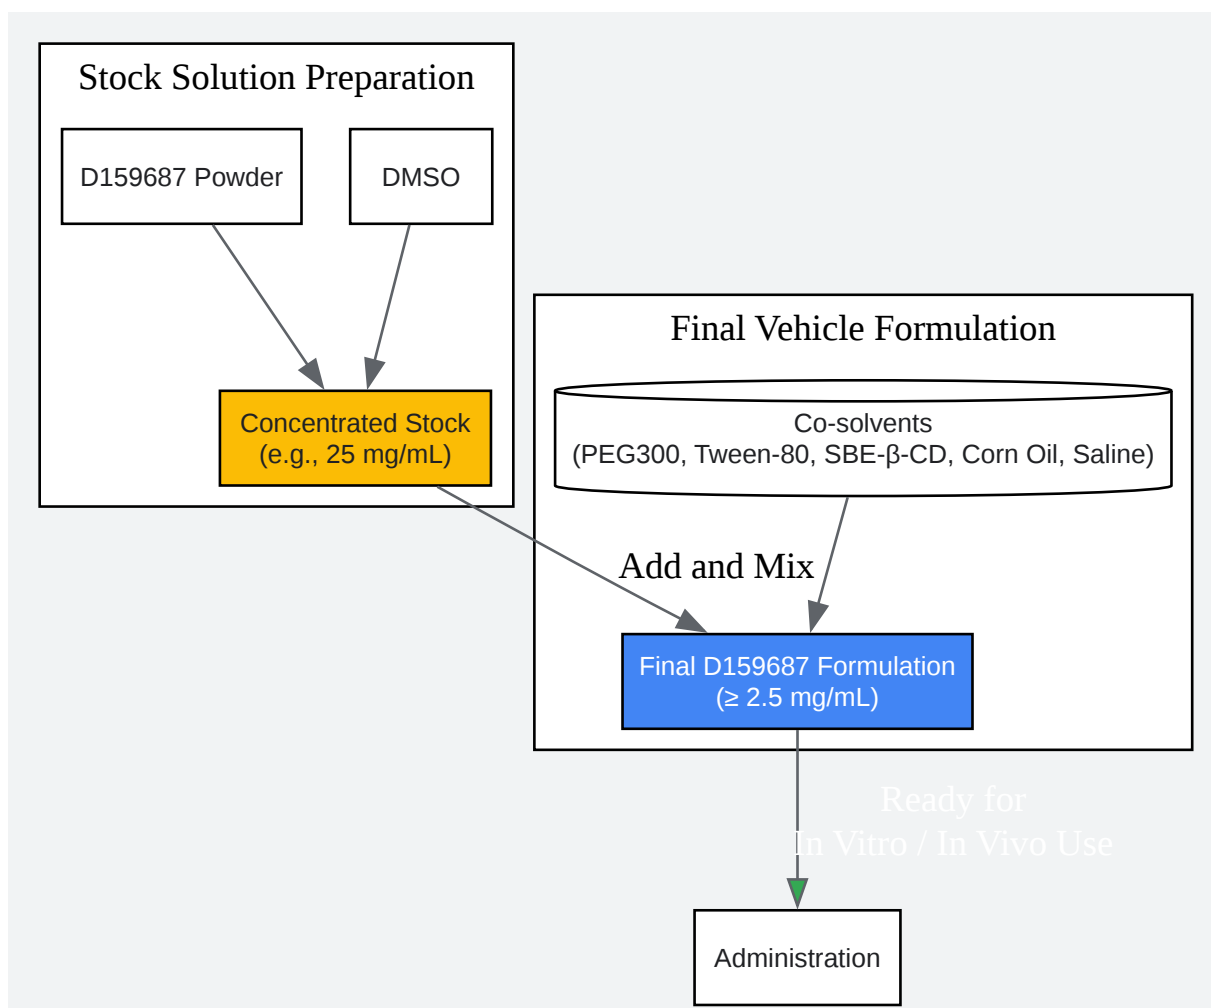 Stock Solution Preparation
D159687 Powder
DMSO
Concentrated Stock
(e.g., 25 mg/mL)
Final Vehicle Formulation
Co-solvents
(PEG300, Tween-80, SBE-β-CD, Corn Oil, Saline)
Add and Mix
Final D159687 Formulation
(≥ 2.5 mg/mL)
Ready for
In Vitro / In Vivo Use
Administration